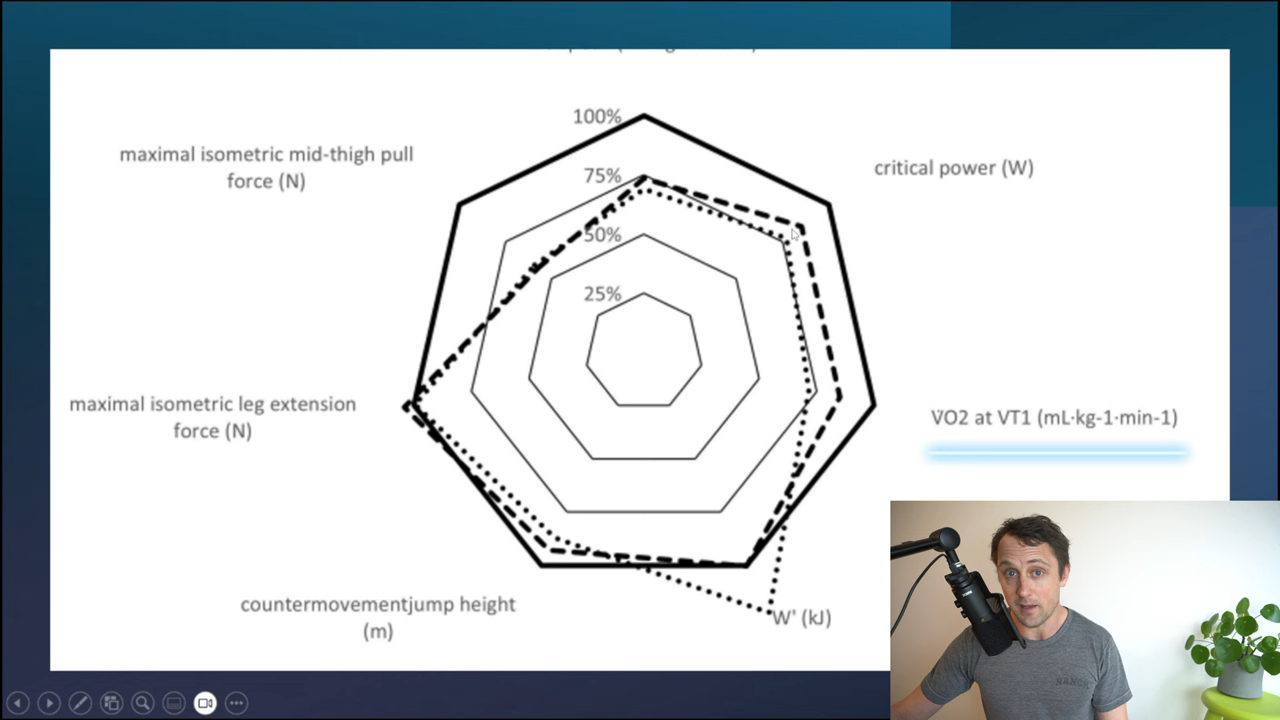 100%
maximal isometric mid-thigh pull
force (N)
critical power (W)
75%
50%
25%
maximal isometric leg extension
force (N)
V̇O2 at VT1 (mL·kg-1·min-1)
countermovementjump height
(m)
W' (kJ)